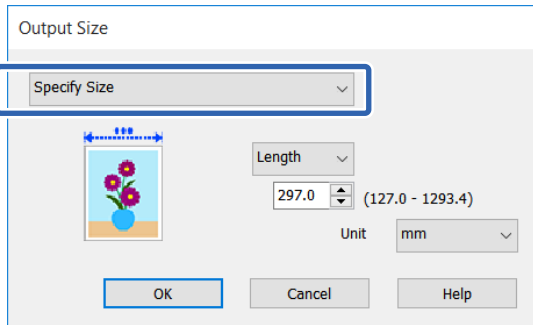 Output Size
Specify Size
Length
297.0 (127.0 - 1293.4)
Unit mm
OK Cancel Help